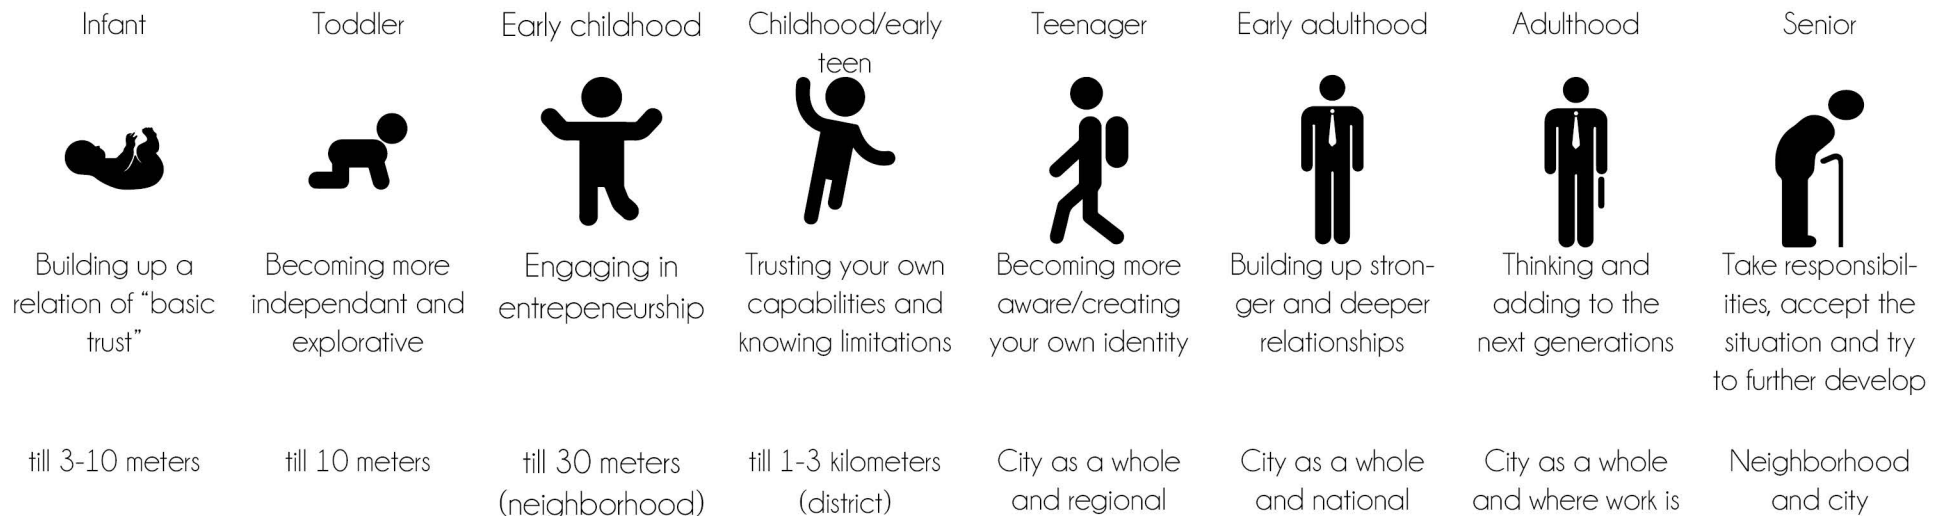 Infant
Toddler
Early childhood
Childhood/early
teen
Teenager
Early adulthood
Adulthood
Senior
Building up a
relation of “basic
trust”
Becoming more
independant and
explorative
Engaging in
entrepeneurship
Trusting your own
capabilities and
knowing limitations
Becoming more
aware/creating
your own identity
Building up stron-
ger and deeper
relationships
Thinking and
adding to the
next generations
Take responsibil-
ities, accept the
situation and try
to further develop
till 3-10 meters
till 10 meters
till 30 meters
(neighborhood)
till 1-3 kilometers
(district)
City as a whole
and regional
City as a whole
and national
City as a whole
and where work is
Neighborhood
and city